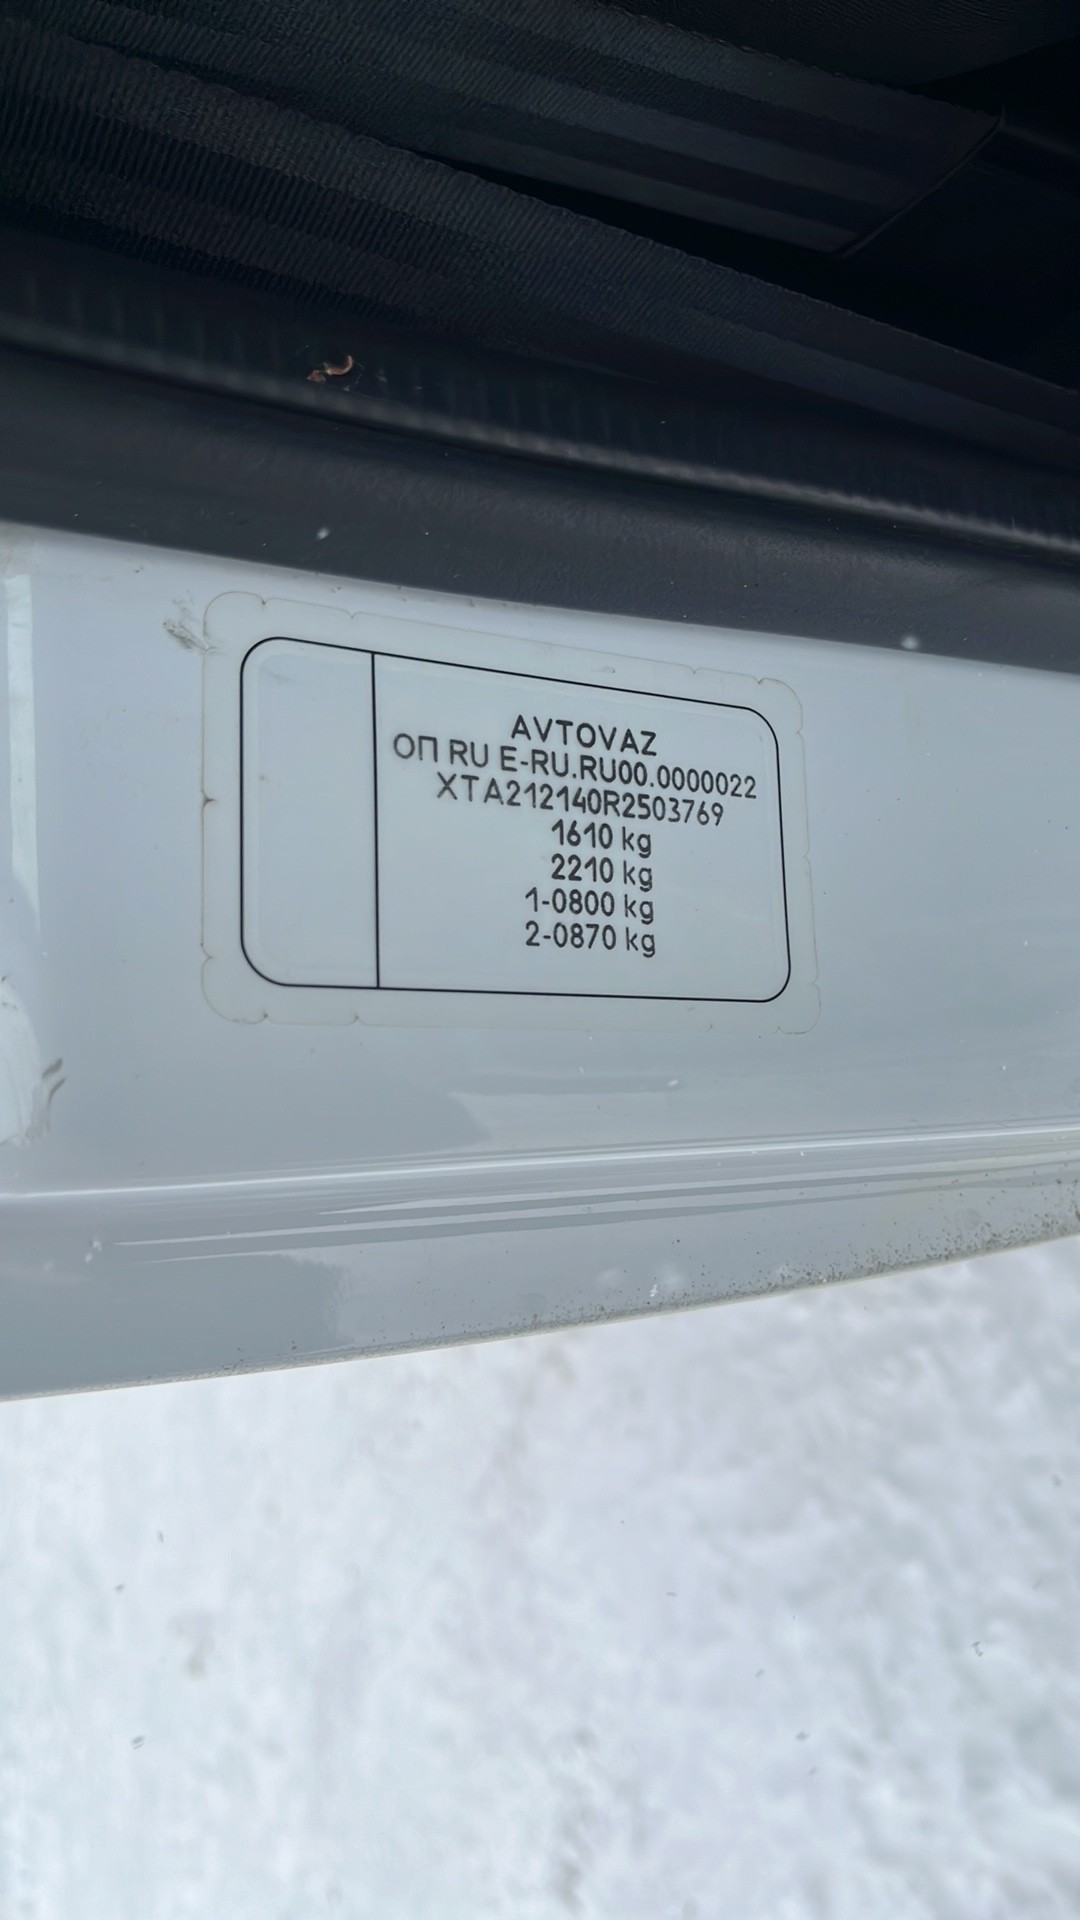 AVTOVAZ
ОП RU E-RU.RU00.0000022
XTA212140R2503769
1610 kg
2210 kg
1-0800 kg
2-0870 kg